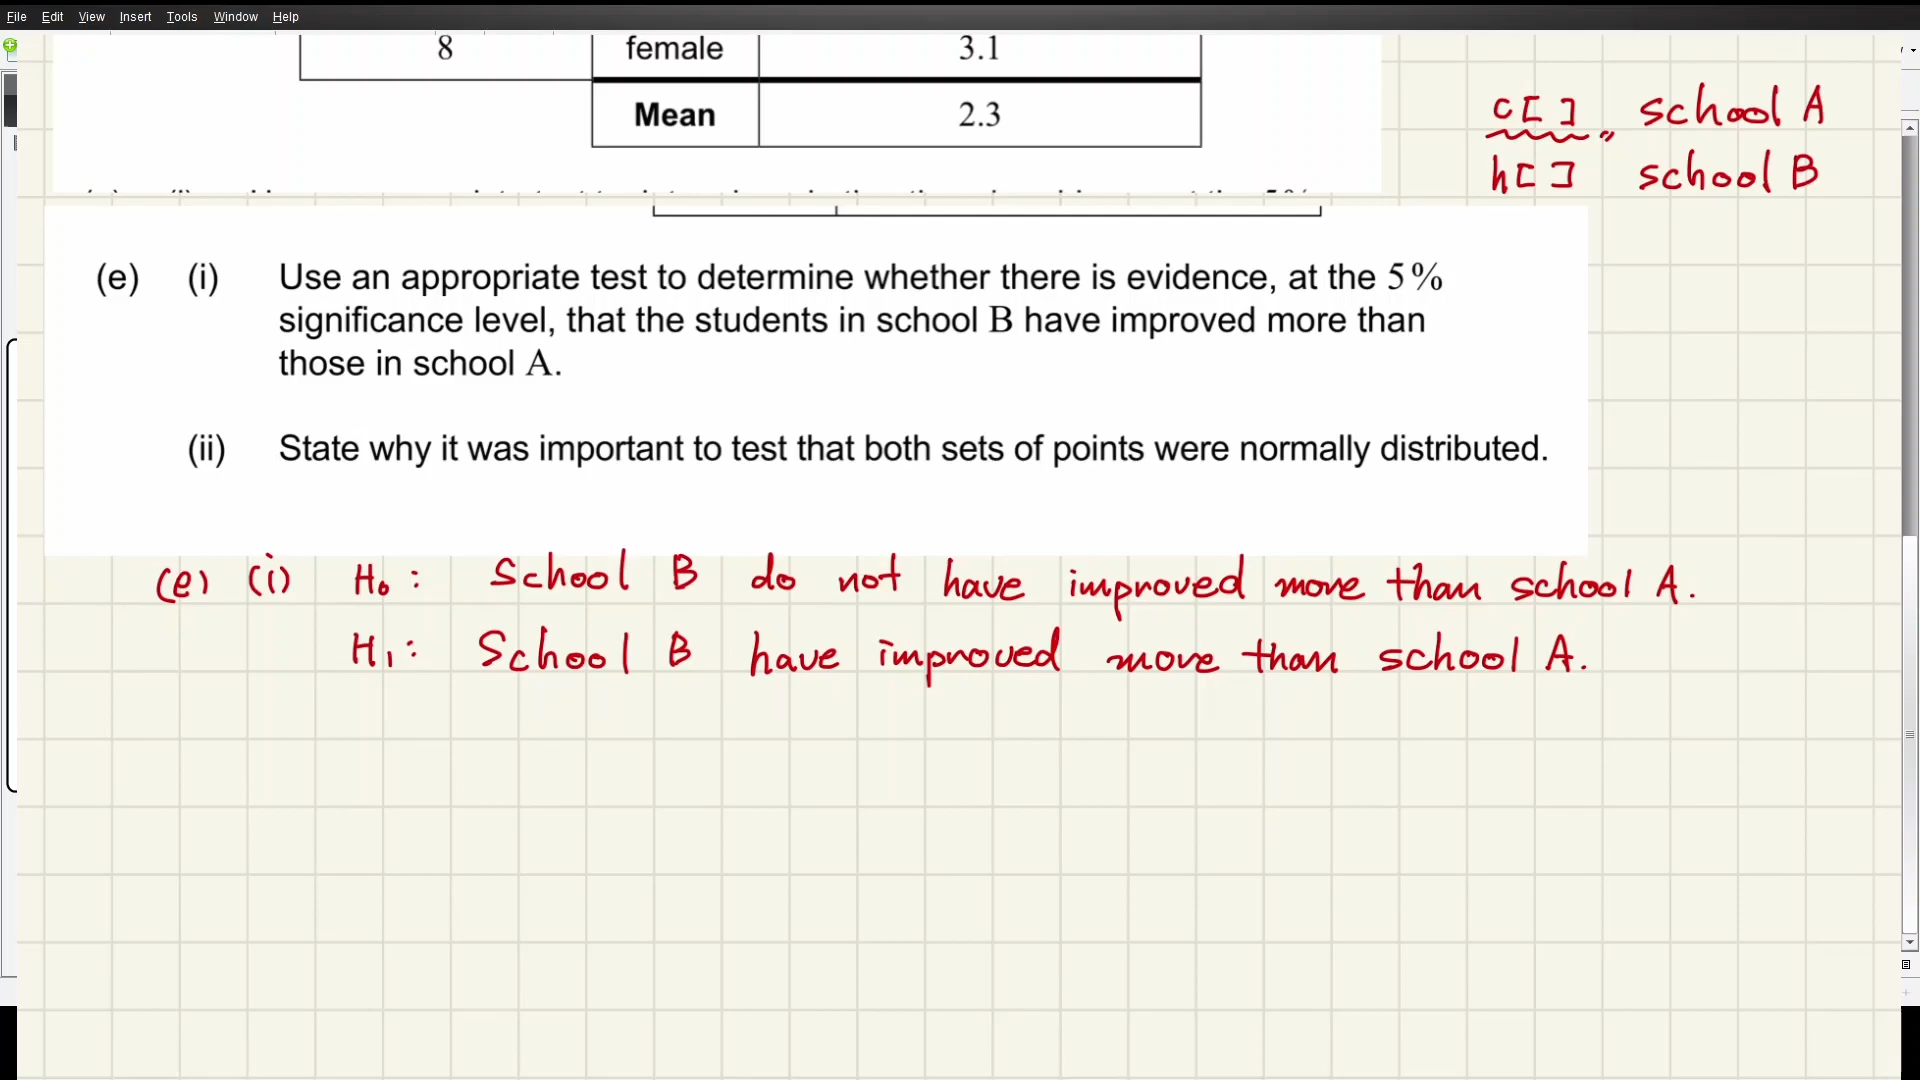 File Edit View Insert Tools Window Help
8 female 3.1
Mean 2.3
c[ ] school A
h[ ] school B
(e) (i) Use an appropriate test to determine whether there is evidence, at the 5%
significance level, that the students in school B have improved more than
those in school A.
(ii) State why it was important to test that both sets of points were normally distributed.
(e) (i) H₀ : School B do not have improved more than school A.
H₁ : School B have improved more than school A.